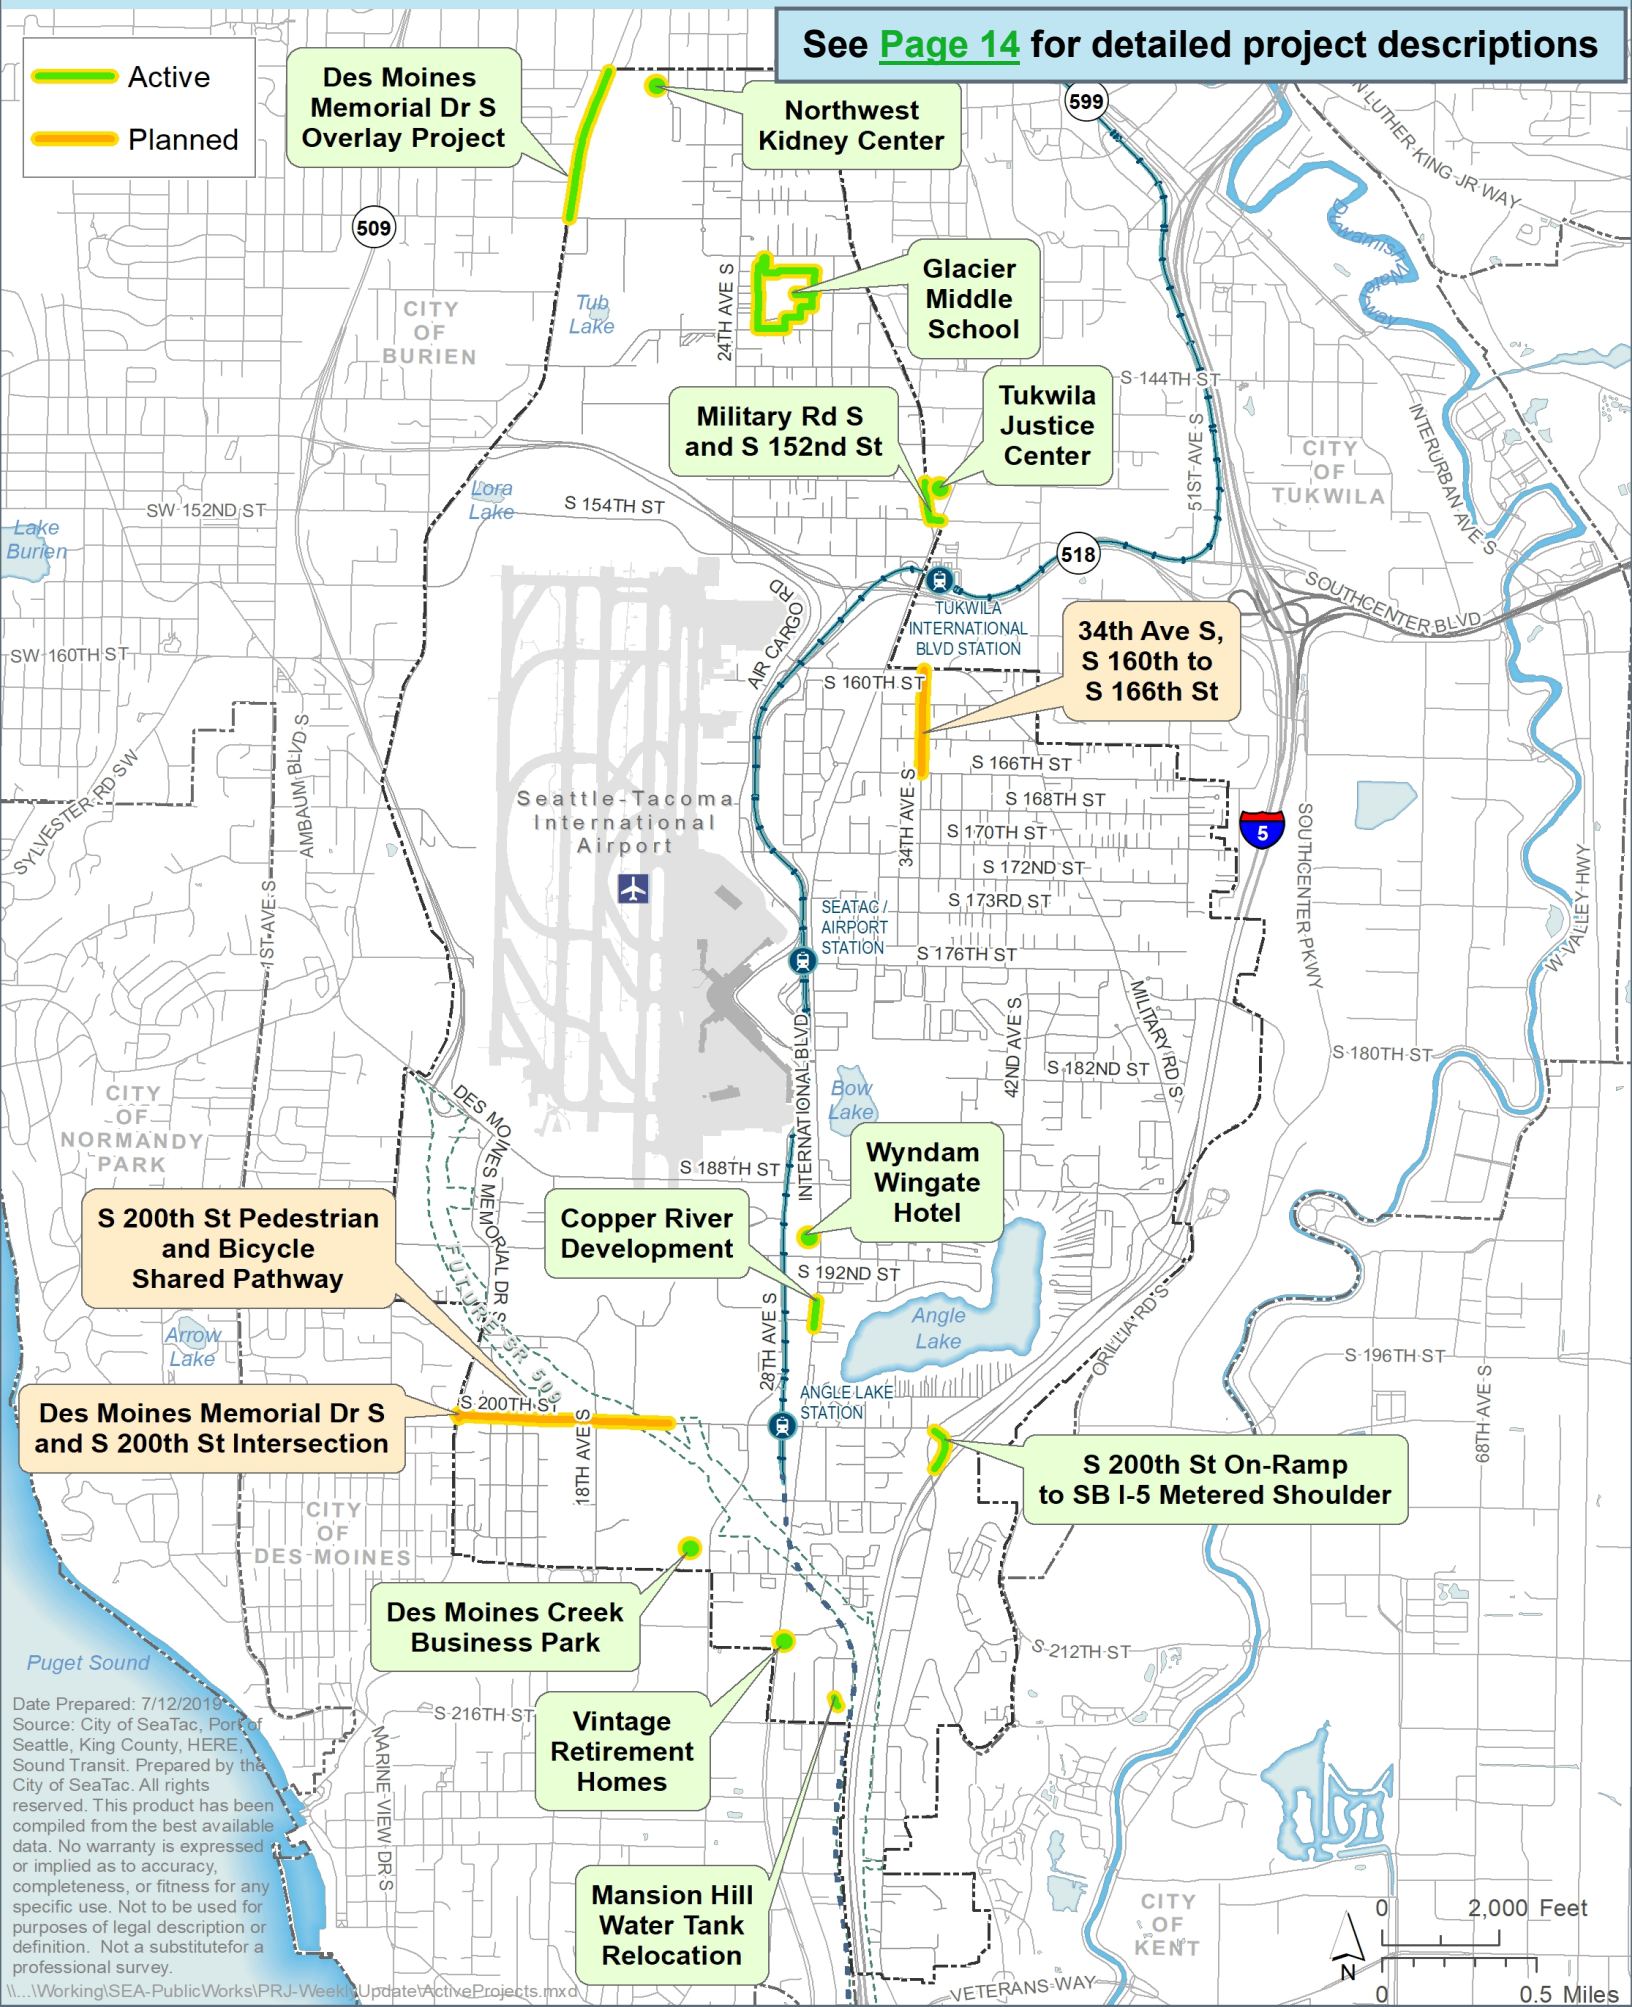 See Page 14 for detailed project descriptions
Active
Planned
Des Moines
Memorial Dr S
Overlay Project
Northwest
Kidney Center
599
N LUTHER KING JR WAY
509
Duwamish Waterway
Glacier
Middle
School
24TH AVE S
CITY
OF
BURIEN
Tub
Lake
S 144TH ST
Tukwila
Justice
Center
Military Rd S
and S 152nd St
51ST AVE S
INTERURBAN AVE S
CITY
OF
TUKWILA
Lora
Lake
S 154TH ST
SW 152ND ST
Lake
Burien
518
AIR CARGO RD
TUKWILA
INTERNATIONAL
BLVD STATION
SOUTHCENTER BLVD
34th Ave S,
S 160th to
S 166th St
SW 160TH ST
S 160TH ST
AMBAUM BLVD S
SYLVESTER RD SW
S 166TH ST
34TH AVE S
S 168TH ST
Seattle-Tacoma
International
Airport
S 170TH ST
5
SOUTHCENTER PKWY
S 172ND ST
W VALLEY HWY
1ST AVE S
S 173RD ST
SEATAC /
AIRPORT
STATION
S 176TH ST
MILITARY RD S
42ND AVE S
INTERNATIONAL BLVD
S 180TH ST
S 182ND ST
Bow
Lake
CITY
OF
NORMANDY
PARK
DES MOINES MEMORIAL DR S
S 188TH ST
Wyndam
Wingate
Hotel
S 200th St Pedestrian
and Bicycle
Shared Pathway
Copper River
Development
FUTURE SR 509
S 192ND ST
28TH AVE S
Angle
Lake
ORILLIA RD S
Arrow
Lake
S 196TH ST
68TH AVE S
ANGLE LAKE
STATION
Des Moines Memorial Dr S
and S 200th St Intersection
S 200TH ST
18TH AVE S
S 200th St On-Ramp
to SB I-5 Metered Shoulder
CITY
OF
DES MOINES
Des Moines Creek
Business Park
S 212TH ST
Puget Sound
S 216TH ST
MARINE VIEW DR S
Vintage
Retirement
Homes
Mansion Hill
Water Tank
Relocation
CITY
OF
KENT
VETERANS WAY
Date Prepared: 7/12/2019
Source: City of SeaTac, Port of
Seattle, King County, HERE,
Sound Transit. Prepared by the
City of SeaTac. All rights
reserved. This product has been
compiled from the best available
data. No warranty is expressed
or implied as to accuracy,
completeness, or fitness for any
specific use. Not to be used for
purposes of legal description or
definition.  Not a substitutefor a
professional survey.
\\...\Working\SEA-PublicWorks\PRJ-WeeklyUpdate\ActiveProjects.mxd
N
0 2,000 Feet
0 0.5 Miles